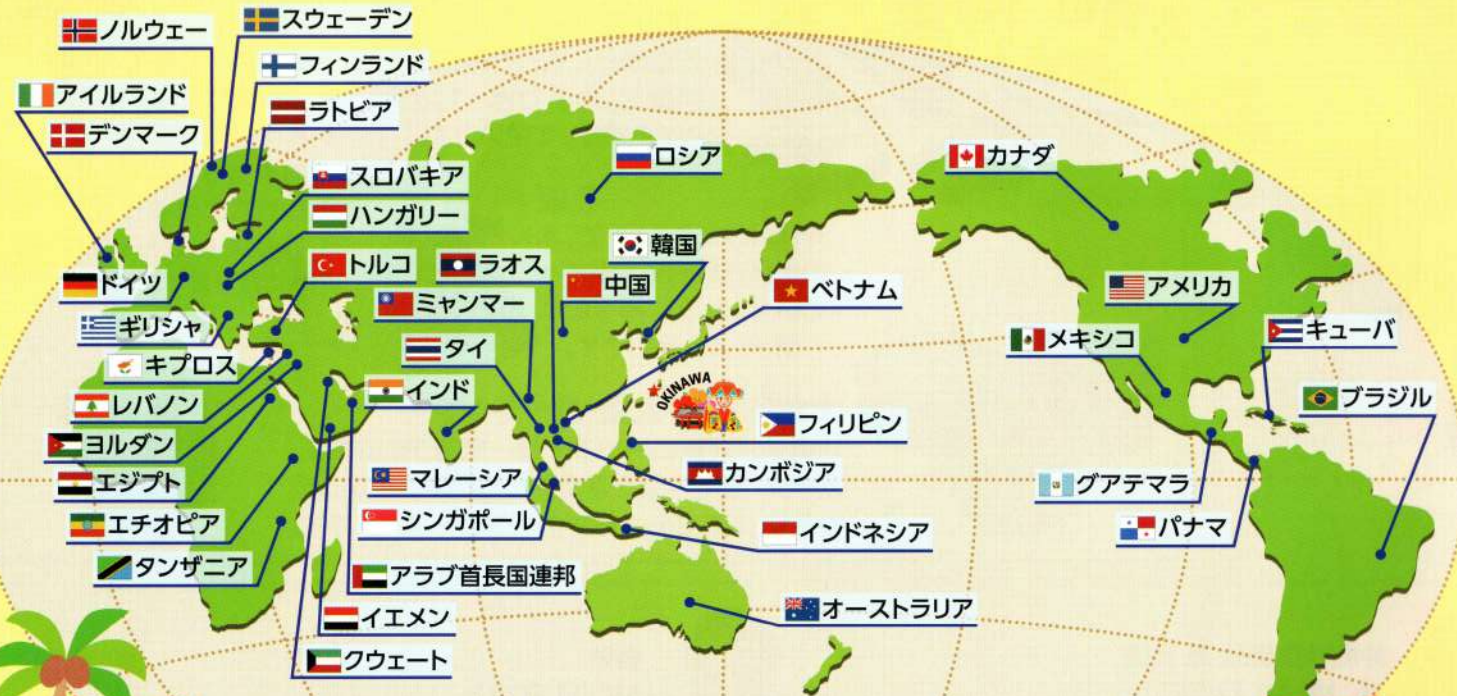 ノルウェー
スウェーデン
フィンランド
アイルランド
ラトビア
デンマーク
ロシア
カナダ
スロバキア
ハンガリー
韓国
トルコ
ラオス
ドイツ
中国
ベトナム
アメリカ
ミャンマー
ギリシャ
キューバ
メキシコ
タイ
キプロス
インド
OKINAWA
ブラジル
レバノン
フィリピン
ヨルダン
カンボジア
マレーシア
エジプト
グアテマラ
シンガポール
エチオピア
インドネシア
パナマ
タンザニア
アラブ首長国連邦
オーストラリア
イエメン
クウェート